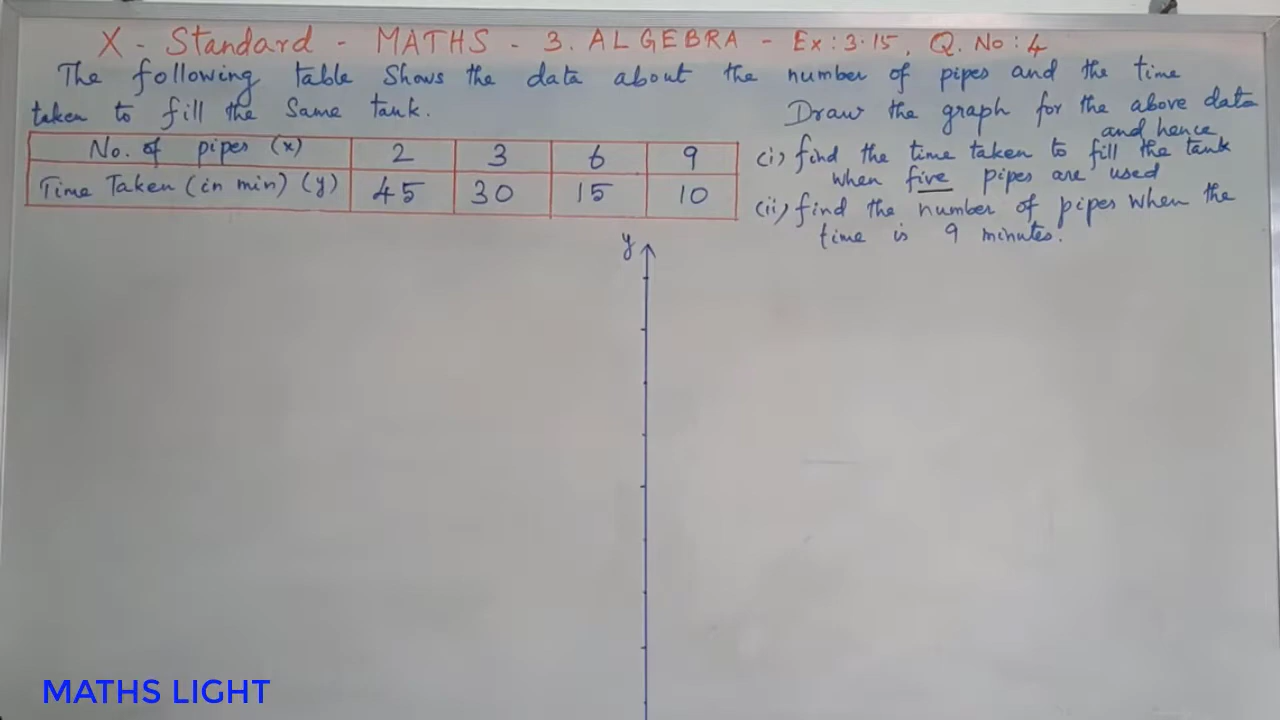 X - Standard - MATHS - 3. ALGEBRA - Ex: 3.15, Q. No: 4
The following table Shows the data about the number of pipes and the time
taken to fill the Same tank.
No. of pipes (x) 2 3 6 9
Time Taken (in min) (y) 45 30 15 10
Draw the graph for the above data
and hence
(i) find the time taken to fill the tank
when five pipes are used
(ii) find the number of pipes when the
time is 9 minutes.
y
MATHS LIGHT